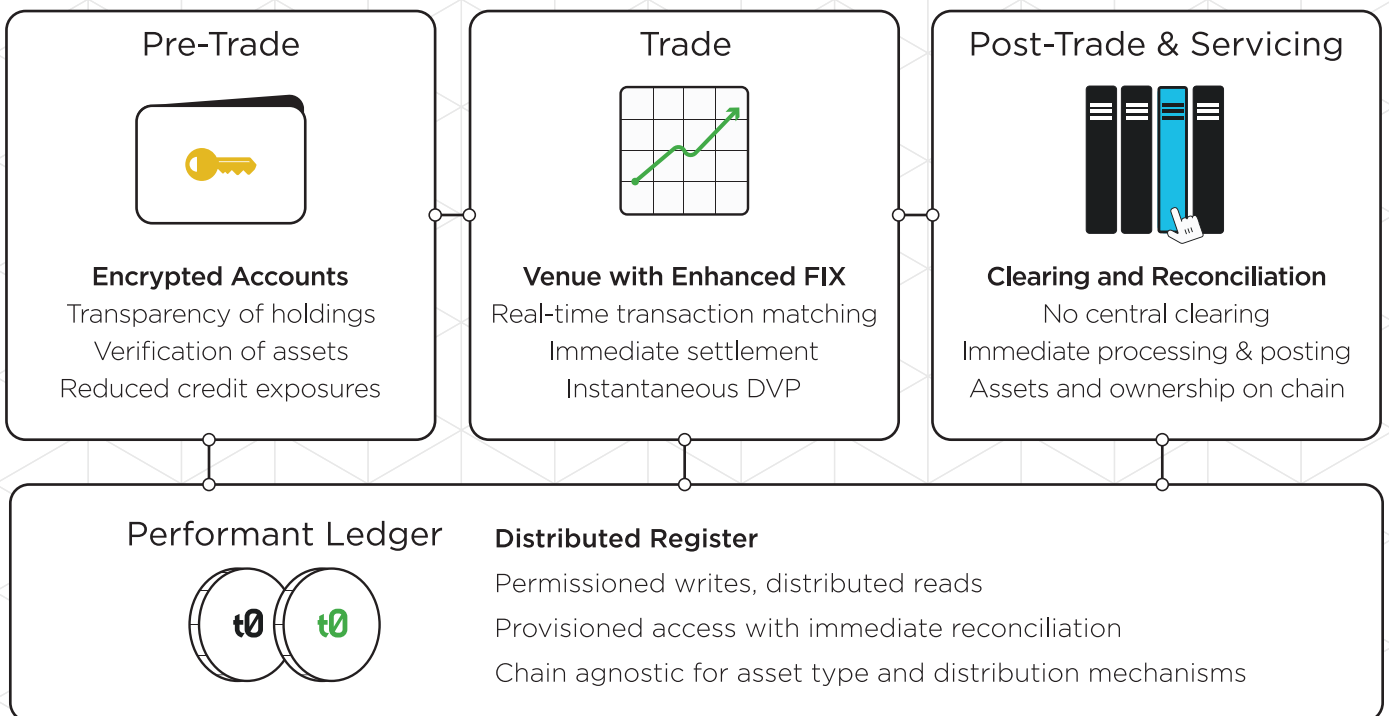 Pre-Trade
Encrypted Accounts
Transparency of holdings
Verification of assets
Reduced credit exposures
Trade
Venue with Enhanced FIX
Real-time transaction matching
Immediate settlement
Instantaneous DVP
Post-Trade & Servicing
Clearing and Reconciliation
No central clearing
Immediate processing & posting
Assets and ownership on chain
Performant Ledger
t0 t0
Distributed Register
Permissioned writes, distributed reads
Provisioned access with immediate reconciliation
Chain agnostic for asset type and distribution mechanisms